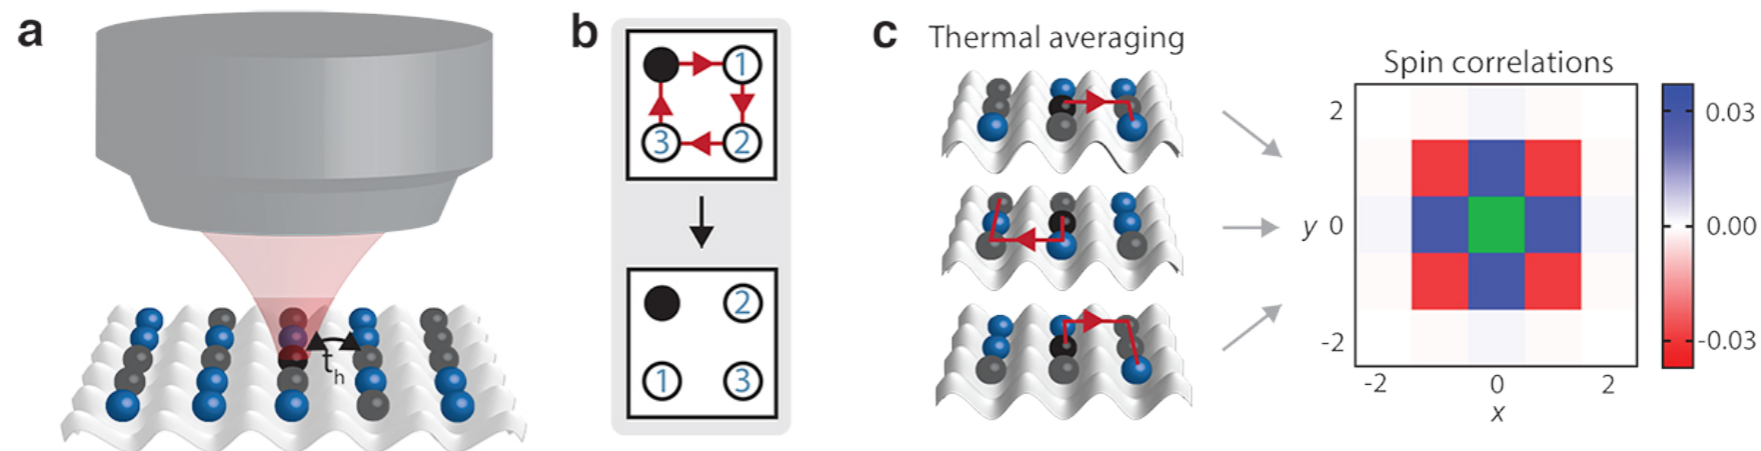 a
t_h
b
1
3 2
2
1 3
c
Thermal averaging
Spin correlations
2
y 0
-2
-2 0 2
x
0.03
0.00
-0.03